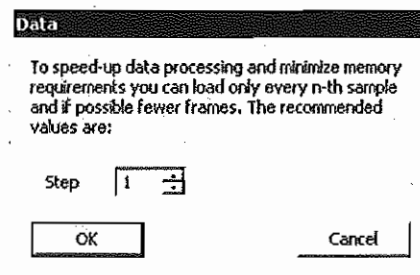 Data
To speed-up data processing and minimize memory
requirements you can load only every n-th sample
and if possible fewer frames. The recommended
values are:
Step 1
OK Cancel